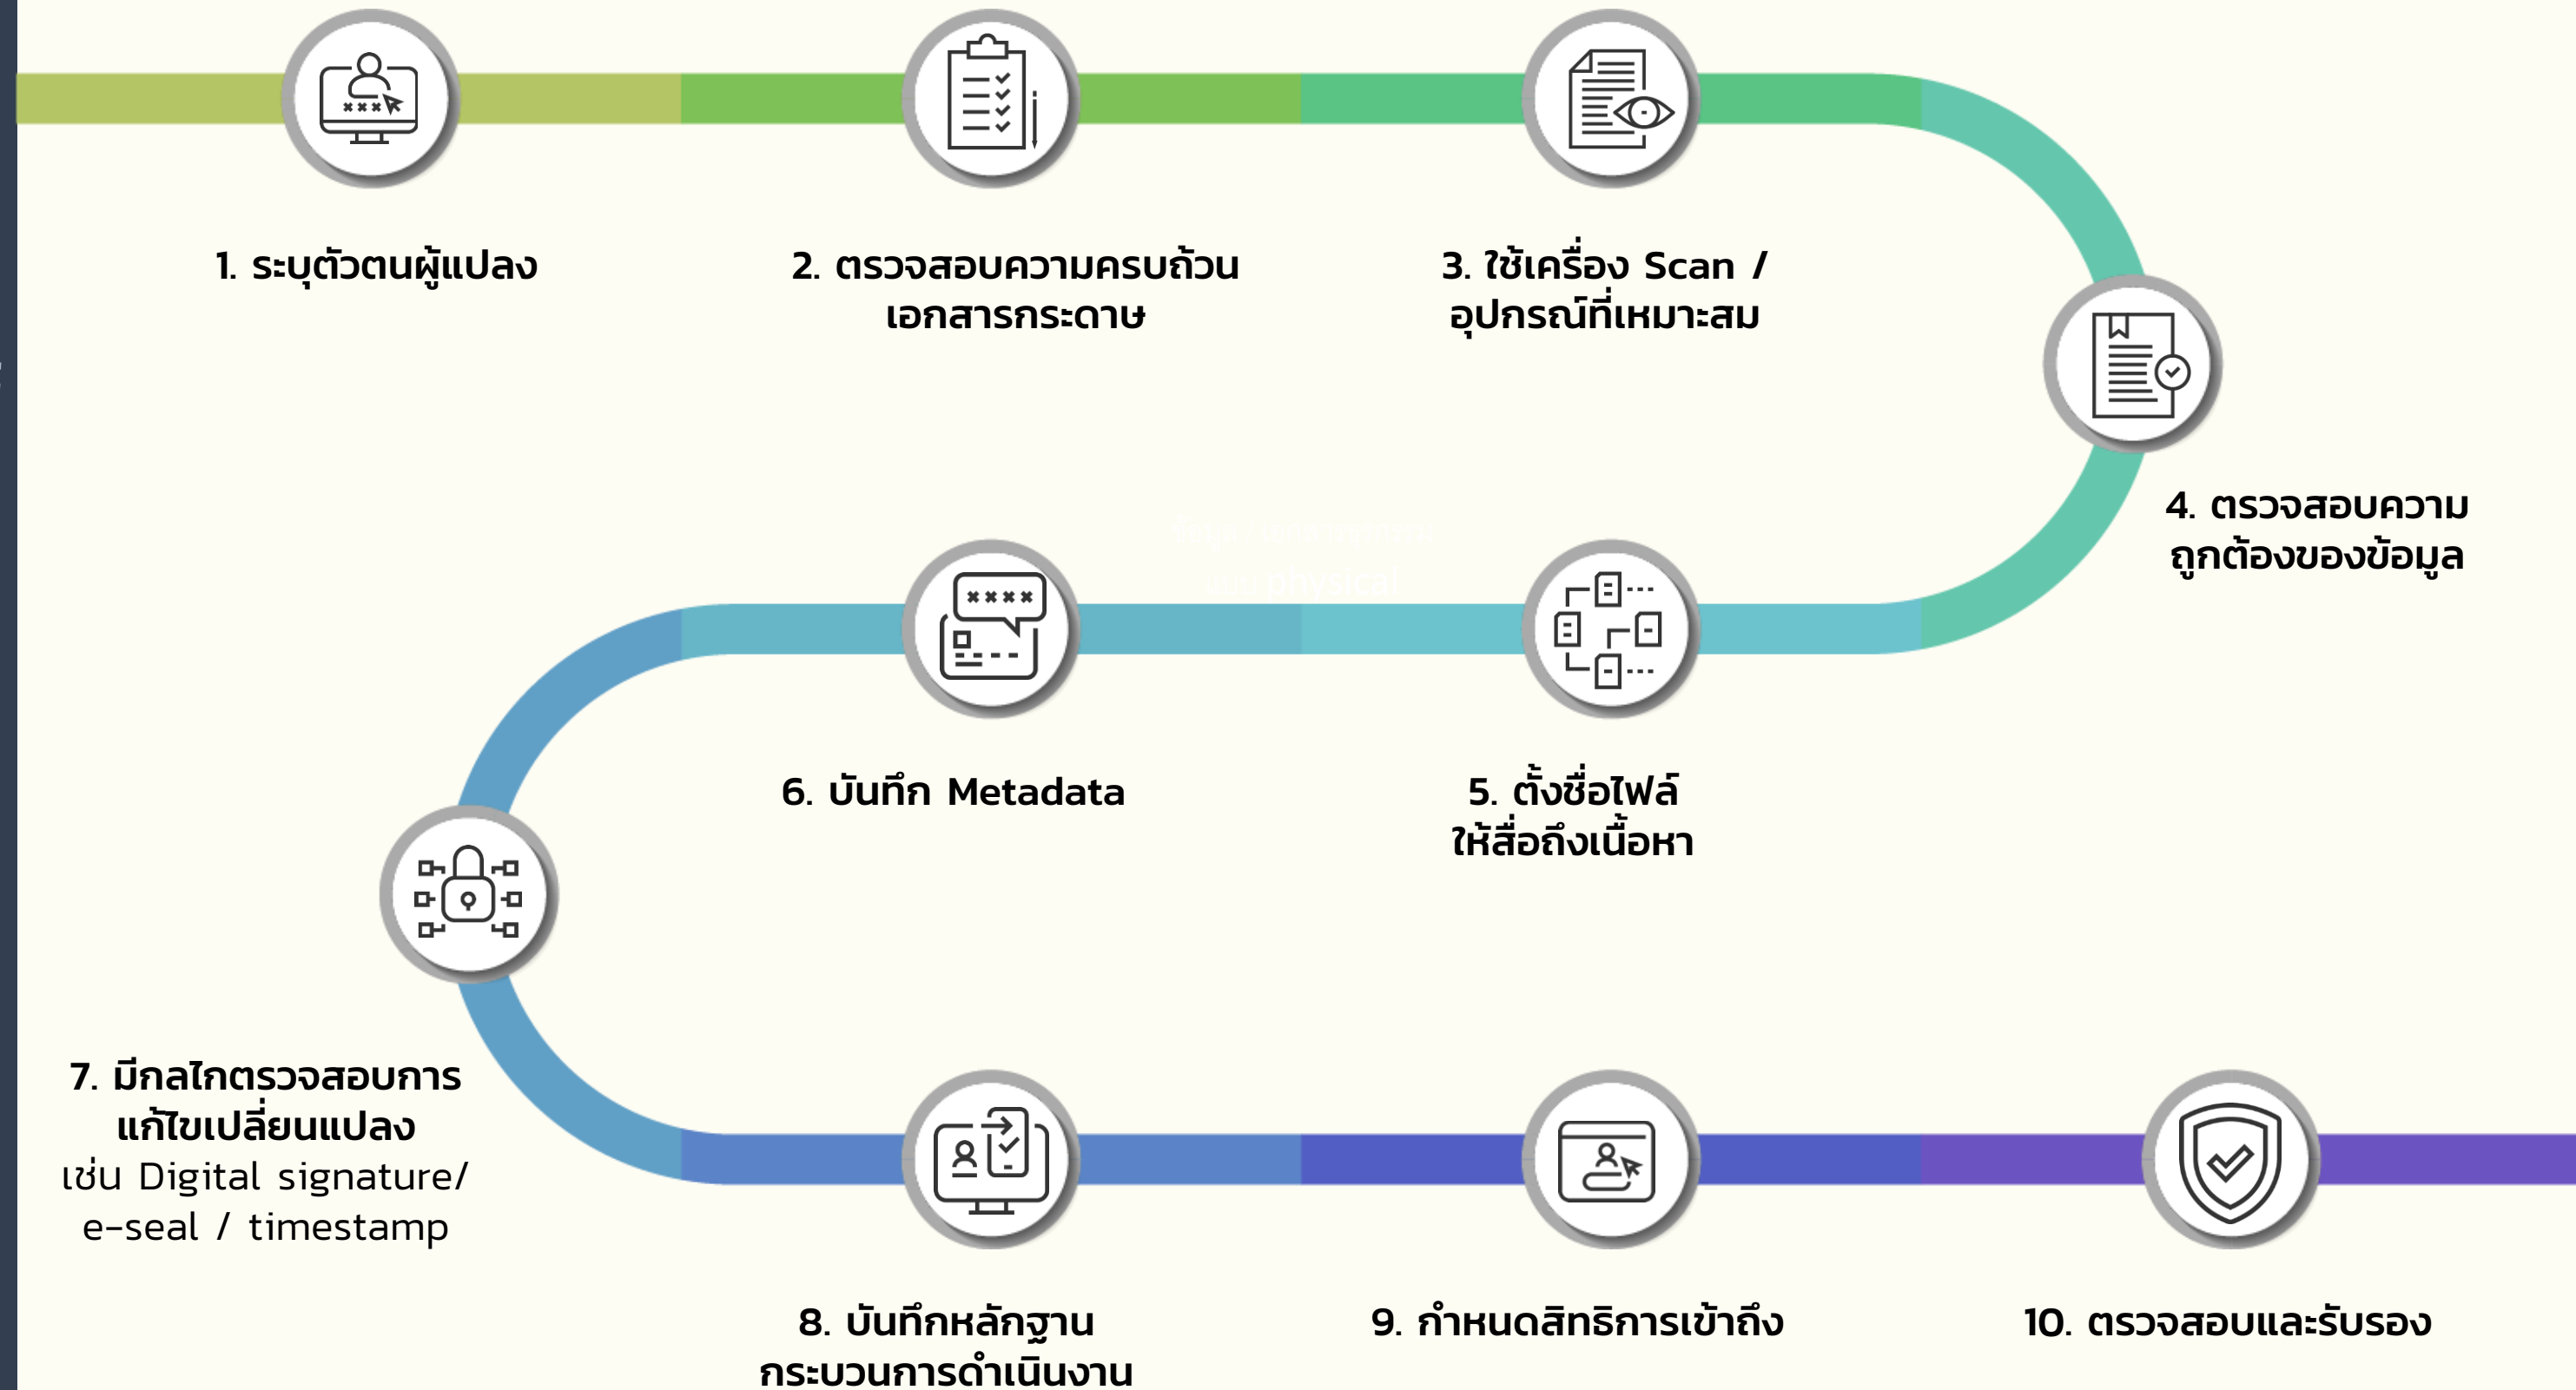 1. ระบุตัวตนผู้แปลง
2. ตรวจสอบความครบถ้วน
เอกสารกระดาษ
3. ใช้เครื่อง Scan /
อุปกรณ์ที่เหมาะสม
4. ตรวจสอบความ
ถูกต้องของข้อมูล
physical
5. ตั้งชื่อไฟล์
ให้สื่อถึงเนื้อหา
6. บันทึก Metadata
7. มีกลไกตรวจสอบการ
แก้ไขเปลี่ยนแปลง
เช่น Digital signature/
e-seal / timestamp
8. บันทึกหลักฐาน
กระบวนการดำเนินงาน
9. กำหนดสิทธิการเข้าถึง
10. ตรวจสอบและรับรอง